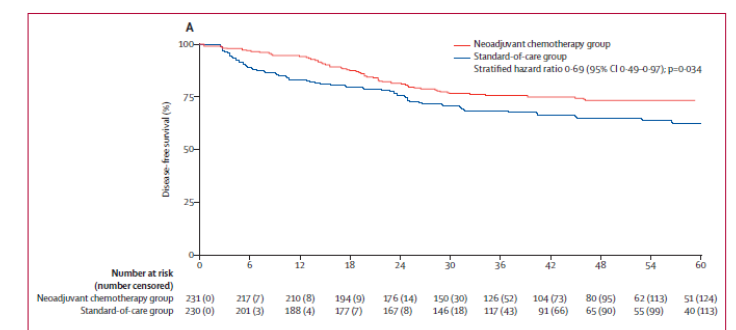 A
Neoadjuvant chemotherapy group
Standard-of-care group
Stratified hazard ratio 0·69 (95% CI 0·49–0·97); p=0·034
Disease-free survival (%)
100
75
50
25
0
0 6 12 18 24 30 36 42 48 54 60
Number at risk
(number censored)
Neoadjuvant chemotherapy group 231 (0) 217 (7) 210 (8) 194 (9) 176 (14) 150 (30) 126 (52) 104 (73) 80 (95) 62 (113) 51 (124)
Standard-of-care group 230 (0) 201 (3) 188 (4) 177 (7) 167 (8) 146 (18) 117 (43) 91 (66) 65 (90) 55 (99) 40 (113)